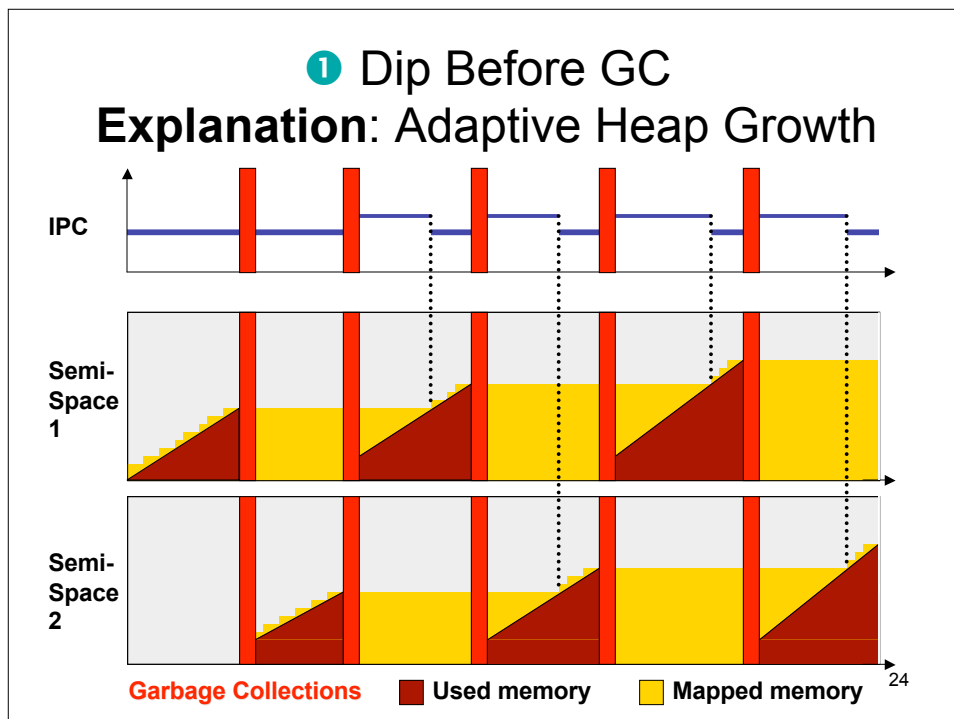 ❶ Dip Before GC
Explanation: Adaptive Heap Growth
IPC
Semi-
Space
1
Semi-
Space
2
Garbage Collections Used memory Mapped memory
24